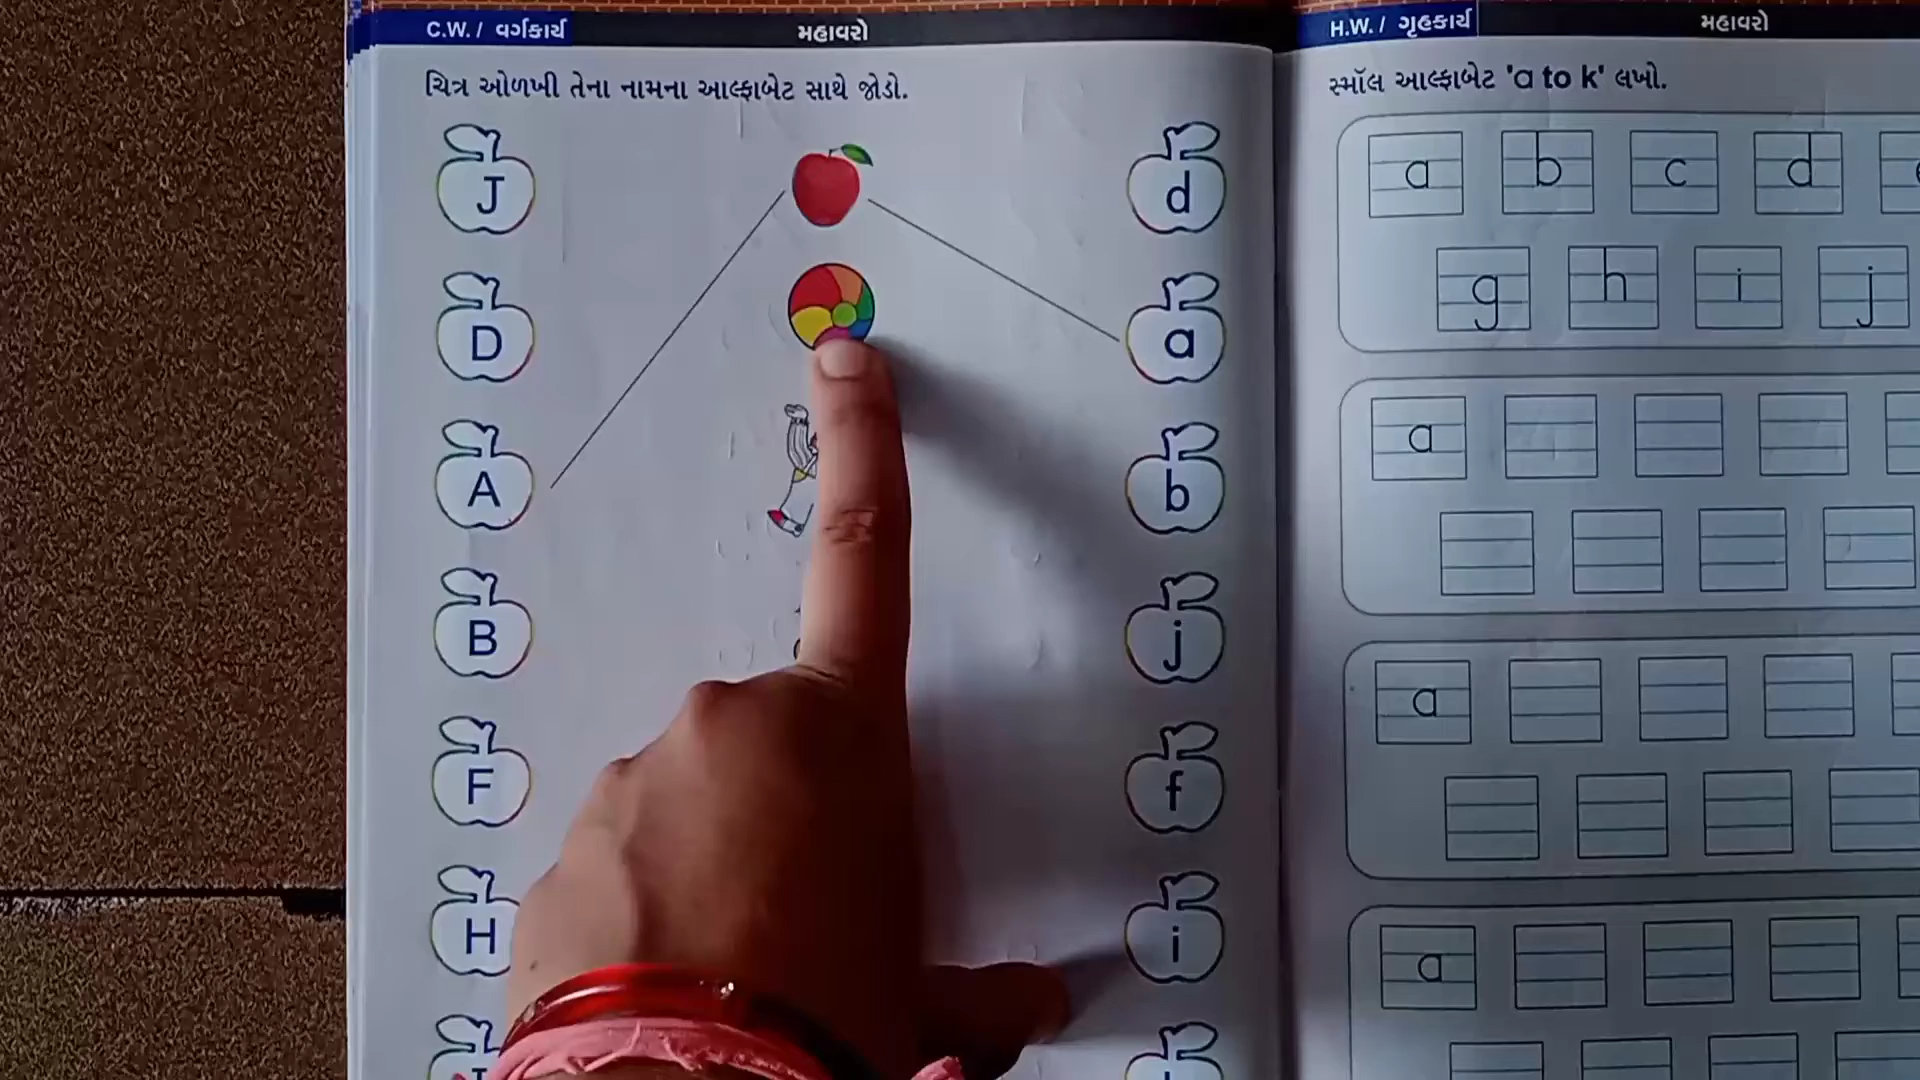 C.W. / વર્ગકાર્ય મહાવરો
ચિત્ર ઓળખી તેના નામના આલ્ફાબેટ સાથે જોડો.
J d
D a
A b
B j
F f
H i
H.W. / ગૃહકાર્ય મહાવરો
સ્મૉલ આલ્ફાબેટ 'a to k' લખો.
a b c d
g h i j
a
a
a